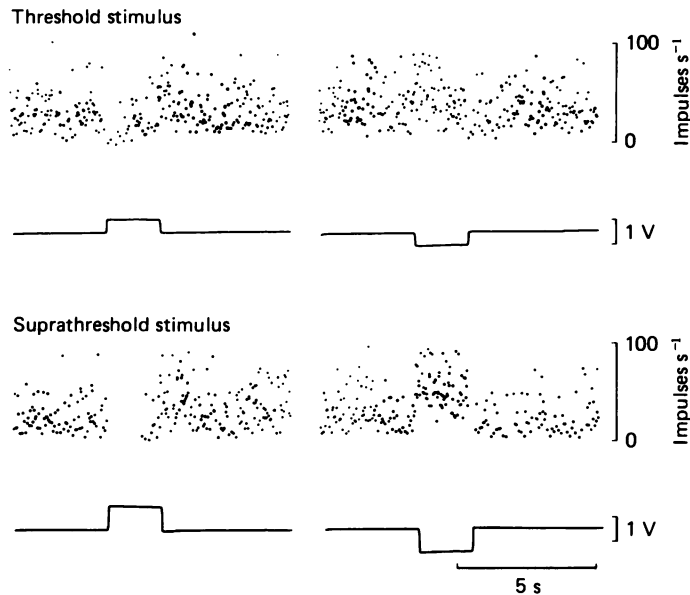 Threshold stimulus
100
0
Impulses s⁻¹
1 V
Suprathreshold stimulus
100
0
Impulses s⁻¹
1 V
5 s